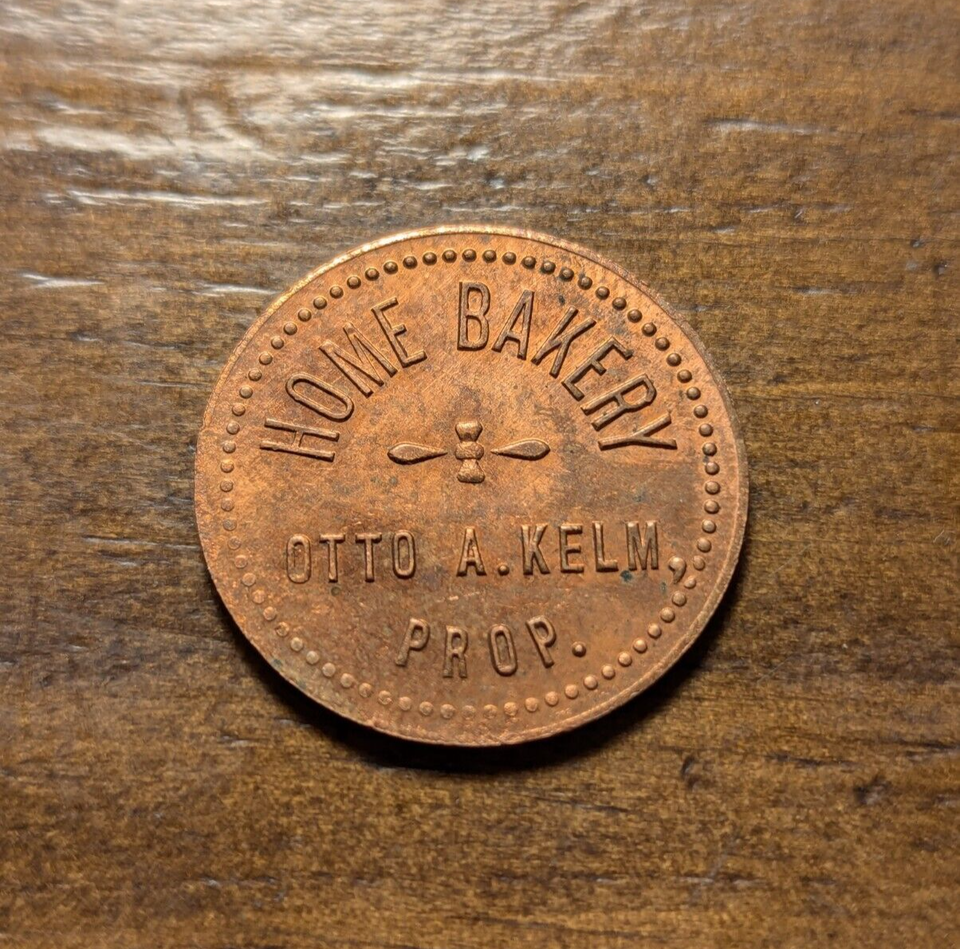 HOME BAKERY
OTTO A. KELM,
PROP.